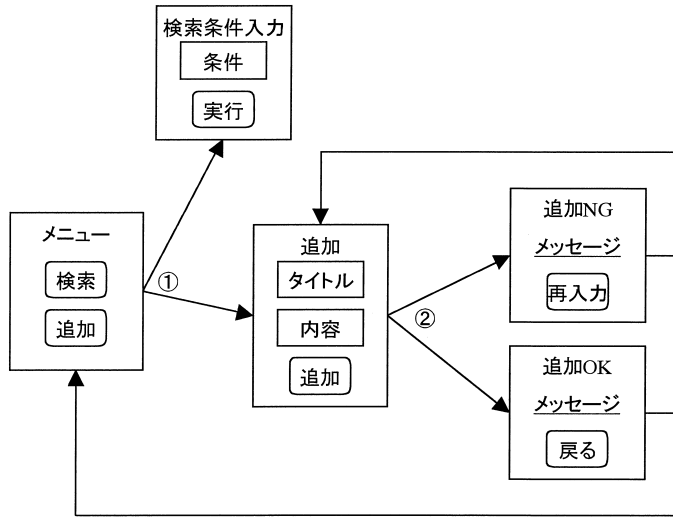 検索条件入力
条件
実行
メニュー
検索
追加
①
追加
タイトル
内容
追加
②
追加NG
メッセージ
再入力
追加OK
メッセージ
戻る